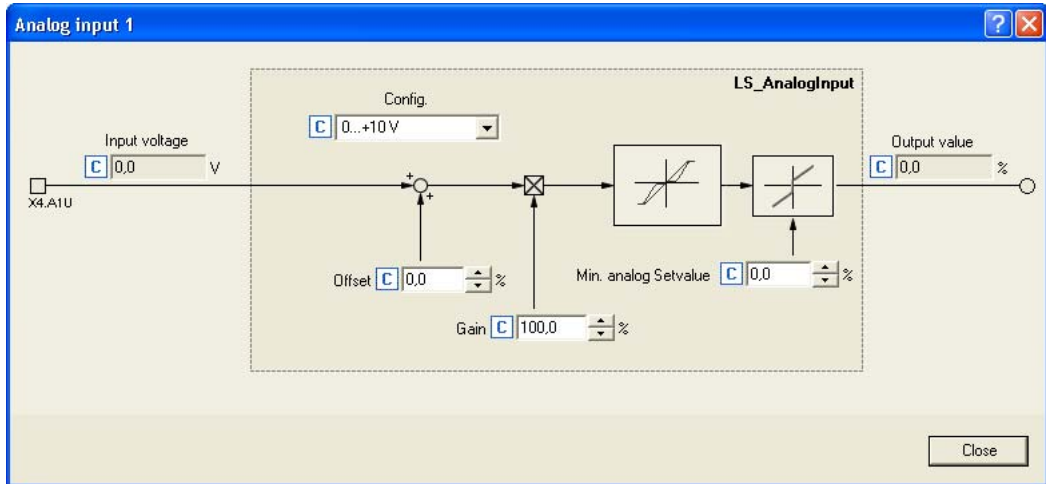 Analog input 1
LS_AnalogInput
Config.
C 0...+10 V
Input voltage
C 0,0 V
Output value
C 0,0 %
X4.A1U
+
+
Offset C 0,0 %
Min. analog Setvalue C 0,0 %
Gain C 100,0 %
Close